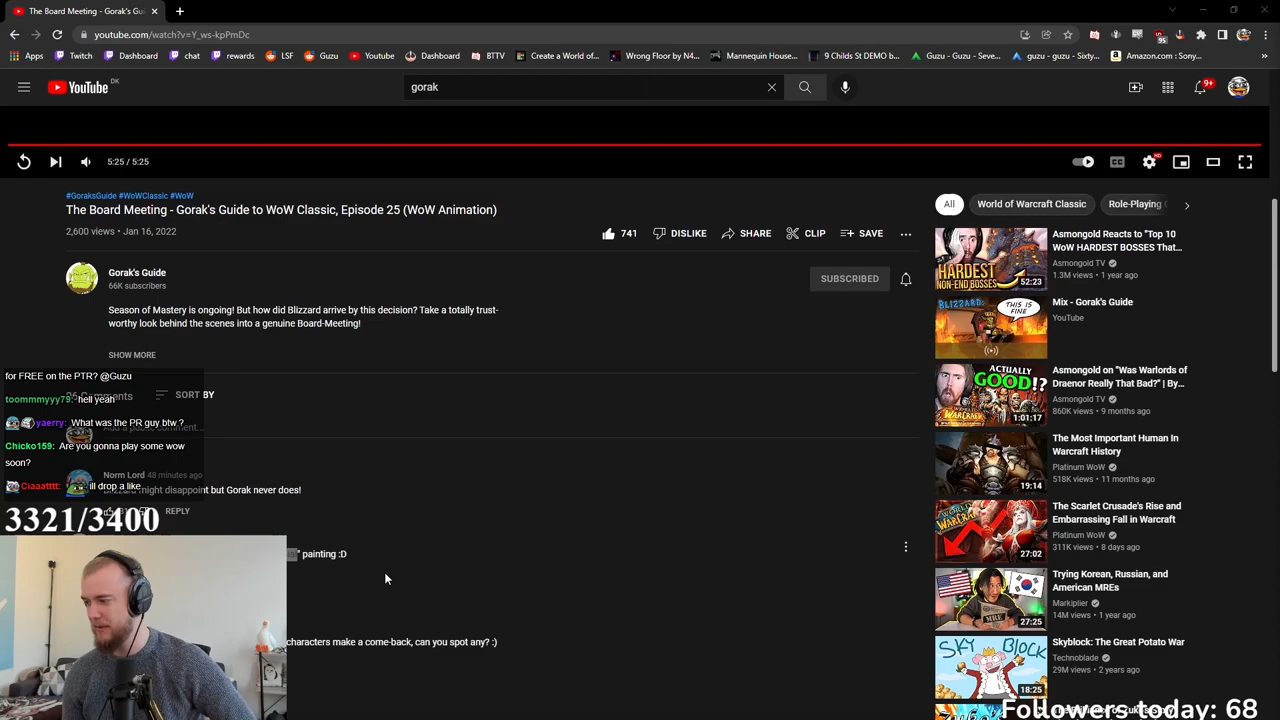 The Board Meeting - Gorak's Gui
youtube.com/watch?v=Y_ws-kpPmDc
Apps Twitch Dashboard chat rewards LSF Guzu Youtube Dashboard BTTV Create a World of... Wrong Floor by N4... Mannequin House... 9 Childs St DEMO b... Guzu - Guzu - Seve... guzu - guzu - Sixty... Amazon.com : Sony...
YouTube DK
gorak
9+
5:25 / 5:25
#GoraksGuide #WoWClassic #WoW
The Board Meeting - Gorak's Guide to WoW Classic, Episode 25 (WoW Animation)
2,600 views • Jan 16, 2022
741 DISLIKE SHARE CLIP SAVE
Gorak's Guide
66K subscribers
SUBSCRIBED
Season of Mastery is ongoing! But how did Blizzard arrive by this decision? Take a totally trust-
worthy look behind the scenes into a genuine Board-Meeting!
SHOW MORE
for FREE on the PTR? @Guzu
Comments SORT BY
toommmyyy79: hell yeah
yaerry: What was the PR guy btw ?
Chicko159: Are you gonna play some wow
soon?
Norm Lord 48 minutes ago
Ciaaatttt: ill drop a like
might disappoint but Gorak never does!
REPLY
3321/3400
" painting :D
characters make a come-back, can you spot any? :)
All World of Warcraft Classic Role-Playing
Asmongold Reacts to "Top 10
WoW HARDEST BOSSES That...
Asmongold TV
1.3M views • 1 year ago
HARDEST
NON-END BOSSES
52:23
Mix - Gorak's Guide
YouTube
BLIZZARD:
THIS IS
FINE
Asmongold on "Was Warlords of
Draenor Really That Bad?" | By...
Asmongold TV
860K views • 9 months ago
ACTUALLY
GOOD!?
1:01:17
The Most Important Human In
Warcraft History
Platinum WoW
518K views • 11 months ago
19:14
The Scarlet Crusade's Rise and
Embarrassing Fall in Warcraft
Platinum WoW
311K views • 8 days ago
27:02
Trying Korean, Russian, and
American MREs
Markiplier
14M views • 1 year ago
27:25
Skyblock: The Great Potato War
Technoblade
29M views • 2 years ago
SKY BLOCK
18:25
Followers today: 68